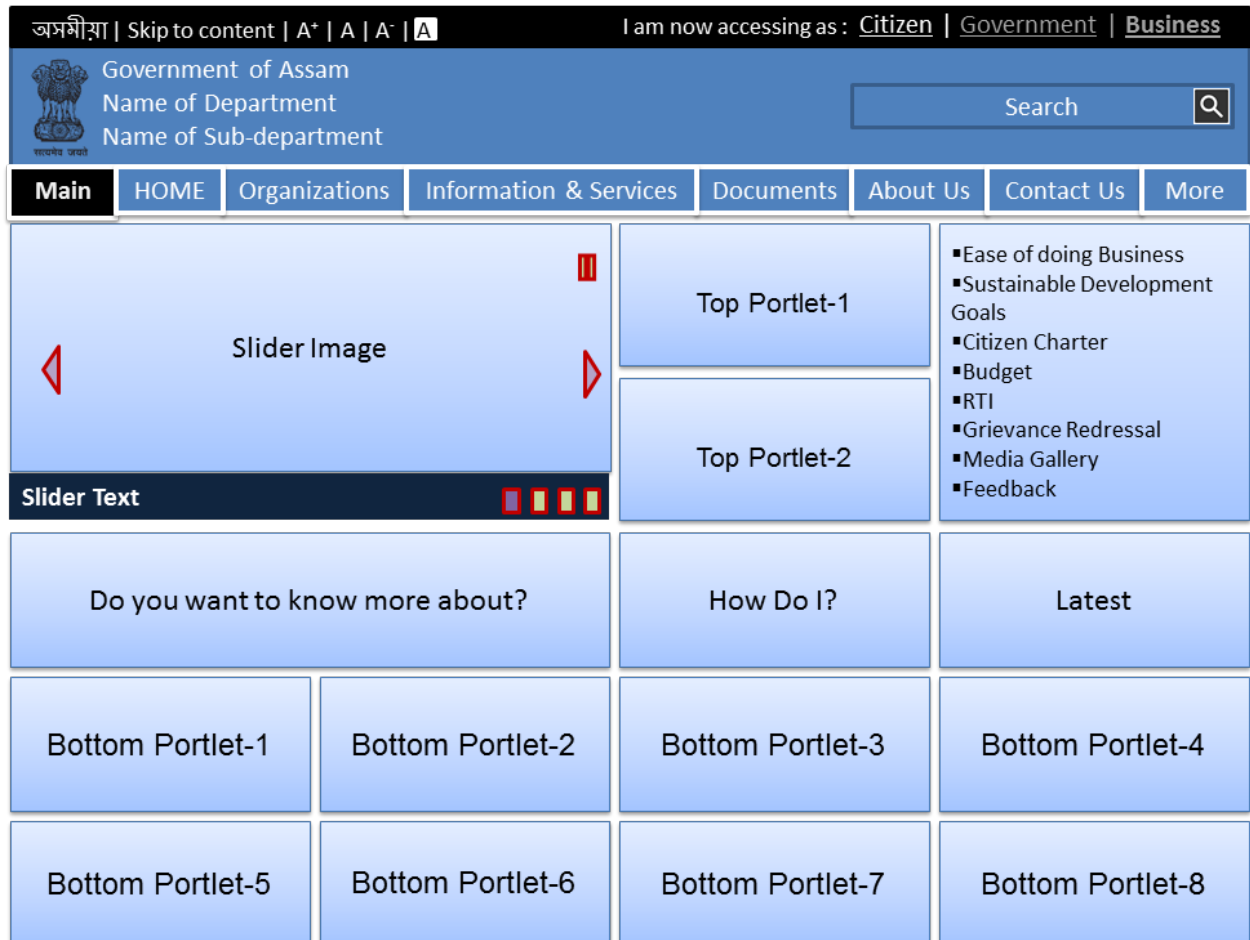 অসমীয়া | Skip to content | A+ | A | A- | A
I am now accessing as : Citizen | Government | Business
Government of Assam
Name of Department
Name of Sub-department
सत्यमेव जयते
Search
Main HOME Organizations Information & Services Documents About Us Contact Us More
Slider Image
Slider Text
Top Portlet-1
Top Portlet-2
▪Ease of doing Business
▪Sustainable Development
Goals
▪Citizen Charter
▪Budget
▪RTI
▪Grievance Redressal
▪Media Gallery
▪Feedback
Do you want to know more about?
How Do I?
Latest
Bottom Portlet-1
Bottom Portlet-2
Bottom Portlet-3
Bottom Portlet-4
Bottom Portlet-5
Bottom Portlet-6
Bottom Portlet-7
Bottom Portlet-8